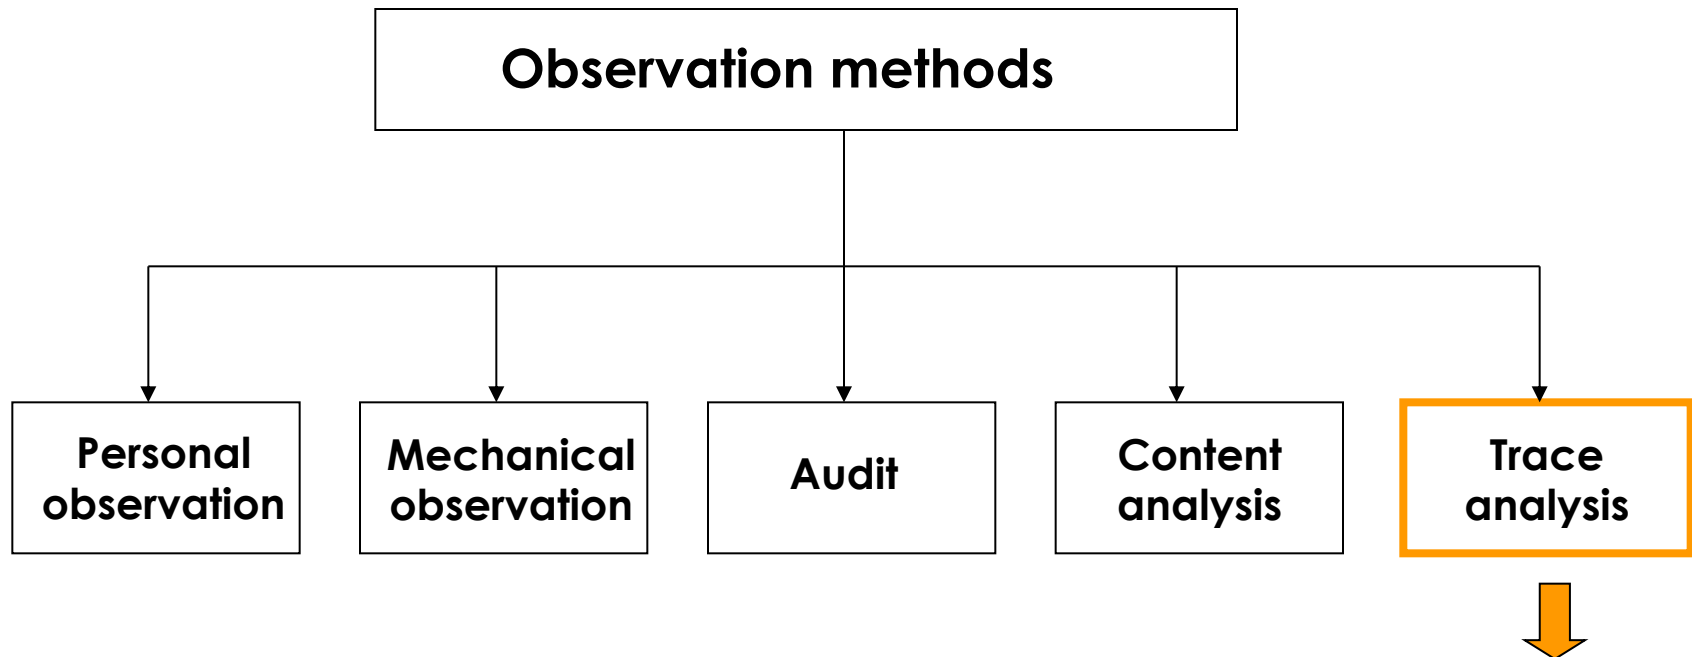 Observation methods
Personal
observation
Mechanical
observation
Audit
Content
analysis
Trace
analysis